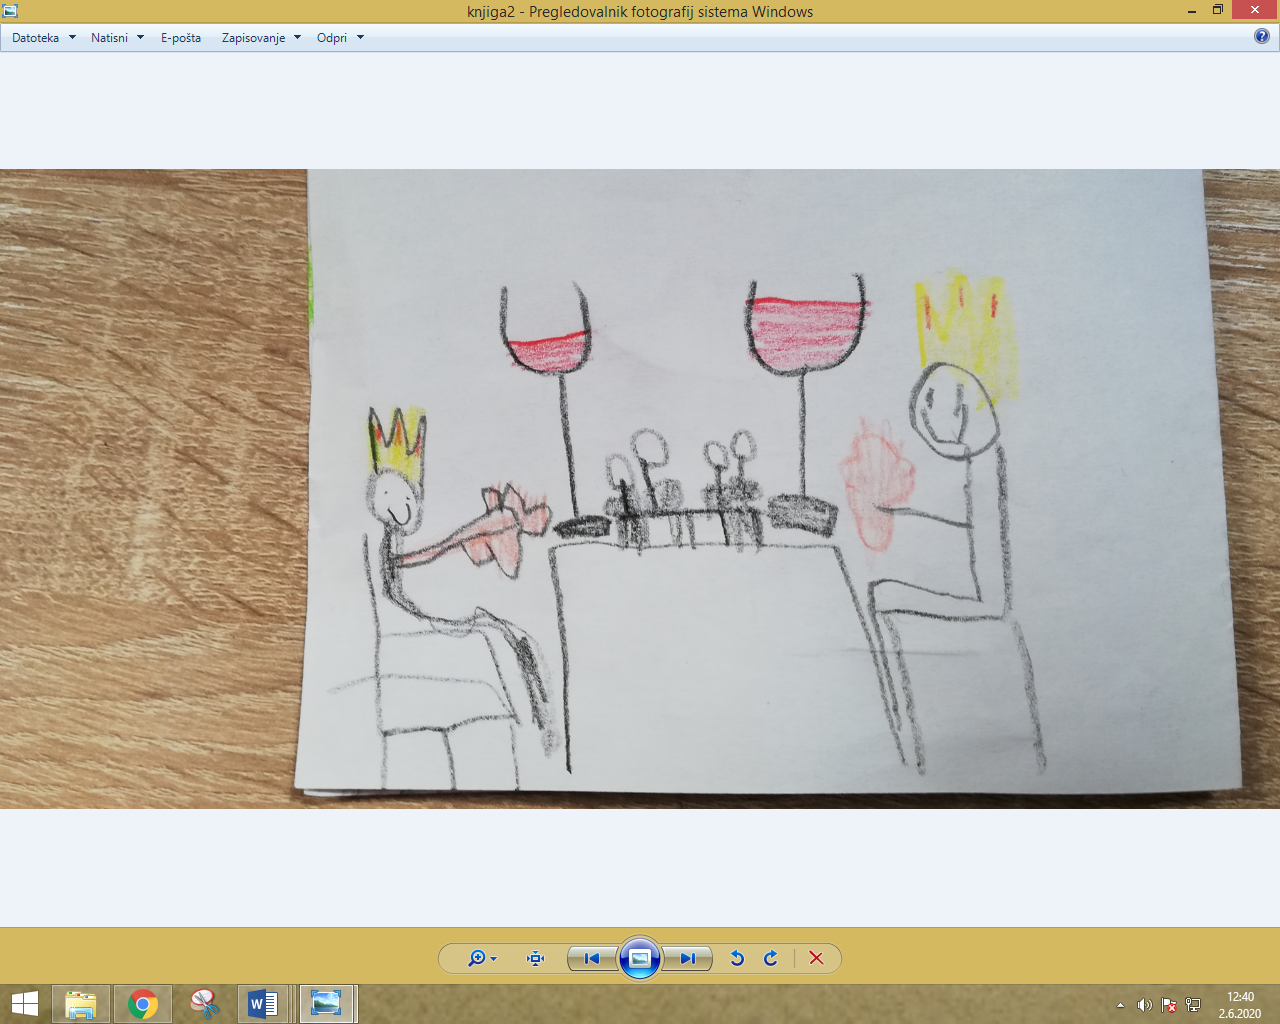 knjiga2 - Pregledovalnik fotografij sistema Windows
Datoteka Natisni E-pošta Zapisovanje Odpri
12:40
2.6.2020